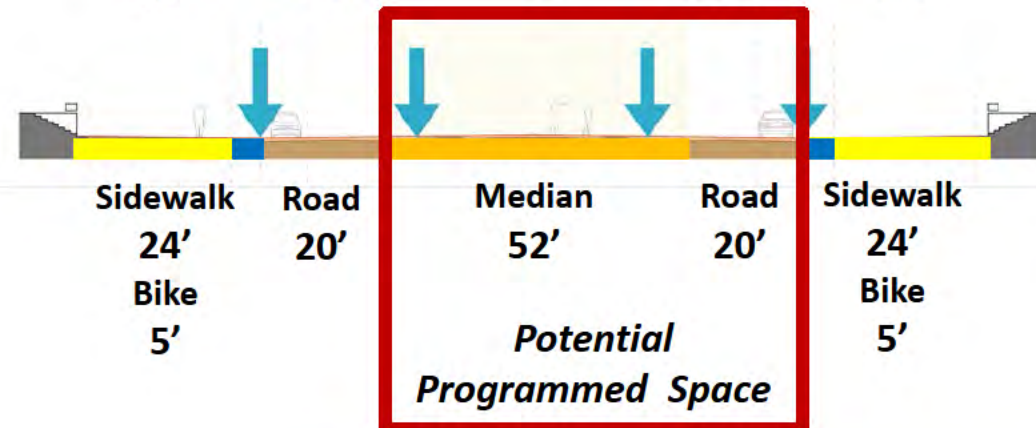 Sidewalk Road Median Road Sidewalk
24’ 20’ 52’ 20’ 24’
Bike Bike
5’ 5’
Potential
Programmed Space